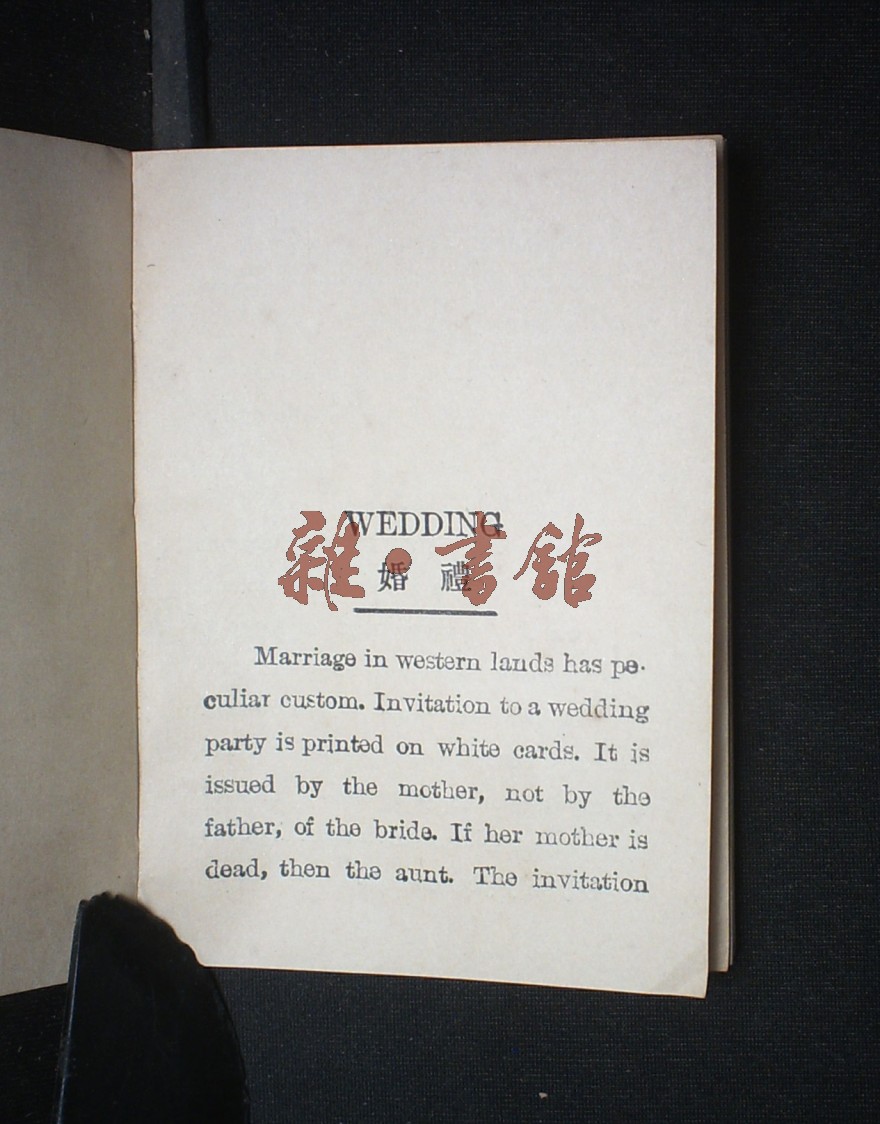 WEDDING
雜·書館
婚 禮
Marriage in western lands has pe-
culiar custom. Invitation to a wedding
party is printed on white cards. It is
issued by the mother, not by the
father, of the bride. If her mother is
dead, then the aunt. The invitation